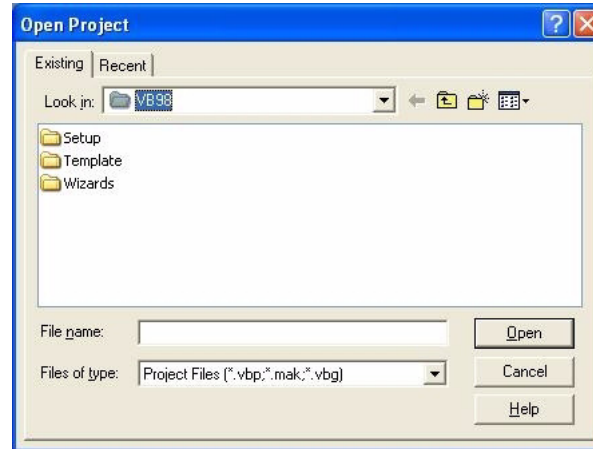 Open Project
Existing Recent
Look in: VB98
Setup
Template
Wizards
File name: Open
Files of type: Project Files (*.vbp;*.mak;*.vbg) Cancel
Help